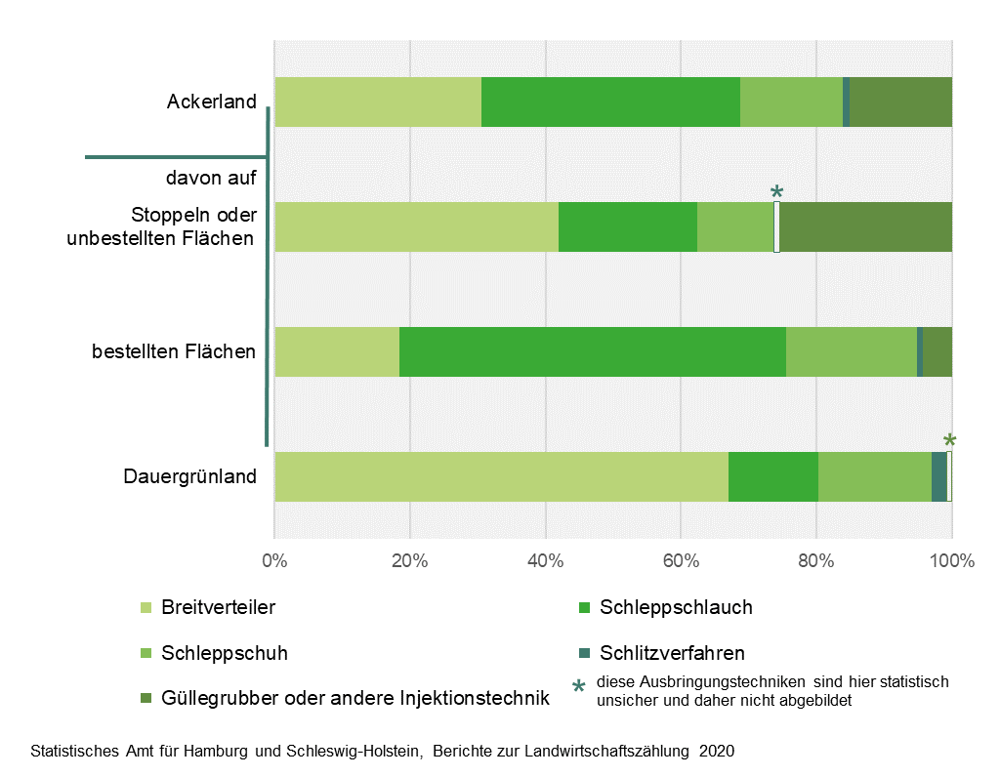 Ackerland
davon auf
*
Stoppeln oder
unbestellten Flächen
bestellten Flächen
*
Dauergrünland
0% 20% 40% 60% 80% 100%
Breitverteiler
Schleppschlauch
Schleppschuh
Schlitzverfahren
Güllegrubber oder andere Injektionstechnik
* diese Ausbringungstechniken sind hier statistisch
unsicher und daher nicht abgebildet
Statistisches Amt für Hamburg und Schleswig-Holstein, Berichte zur Landwirtschaftszählung 2020